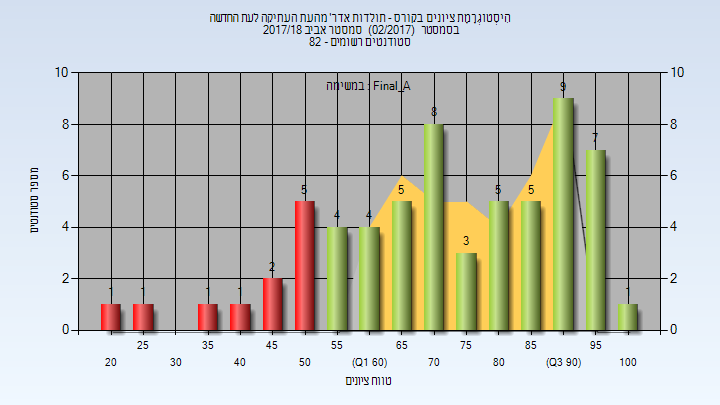 הִיסְטוֹגְרָמַת ציונים בקורס - תולדות אדר' מהעת העתיקה לעת החדשה
בסמסטר (02/2017) סמסטר אביב 2017/18
סטודנטים רשומים - 82
במשימה : Final_A
מספר סטודנטים
10 10
8 8
6 6
4 4
2 2
0 0
1 1 1 1 2 5 4 4 5 8 3 5 5 9 7 1
25 35 45 55 65 75 85 95
20 30 40 50 (Q1 60) 70 80 (Q3 90) 100
טווח ציונים